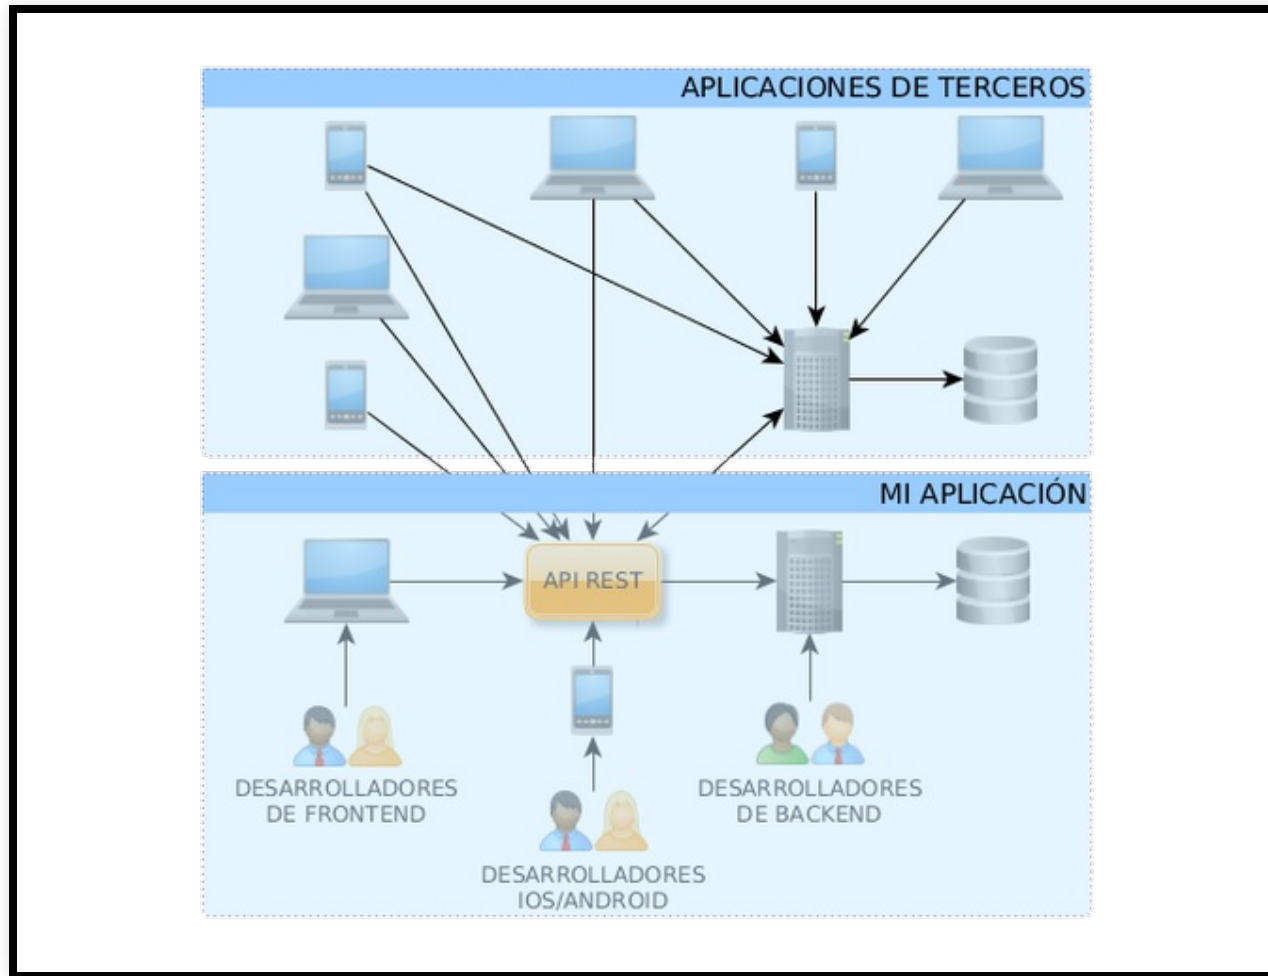 APLICACIONES DE TERCEROS
MI APLICACIÓN
API REST
DESARROLLADORES
DE FRONTEND
DESARROLLADORES
DE BACKEND
DESARROLLADORES
IOS/ANDROID